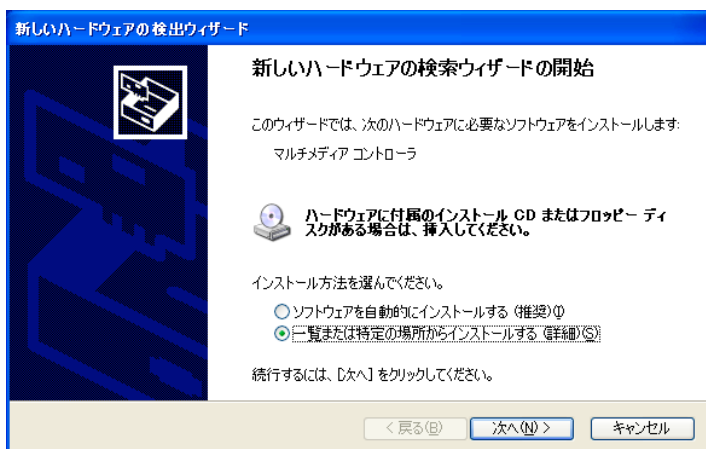 新しいハードウェアの検出ウィザード
新しいハードウェアの検索ウィザードの開始
このウィザードでは、次のハードウェアに必要なソフトウェアをインストールします:
マルチメディア コントローラ
ハードウェアに付属のインストール CD またはフロッピー ディ
スクがある場合は、挿入してください。
インストール方法を選んでください。
ソフトウェアを自動的にインストールする (推奨)(I)
一覧または特定の場所からインストールする (詳細)(S)
続行するには、[次へ] をクリックしてください。
< 戻る(B) 次へ(N) > キャンセル